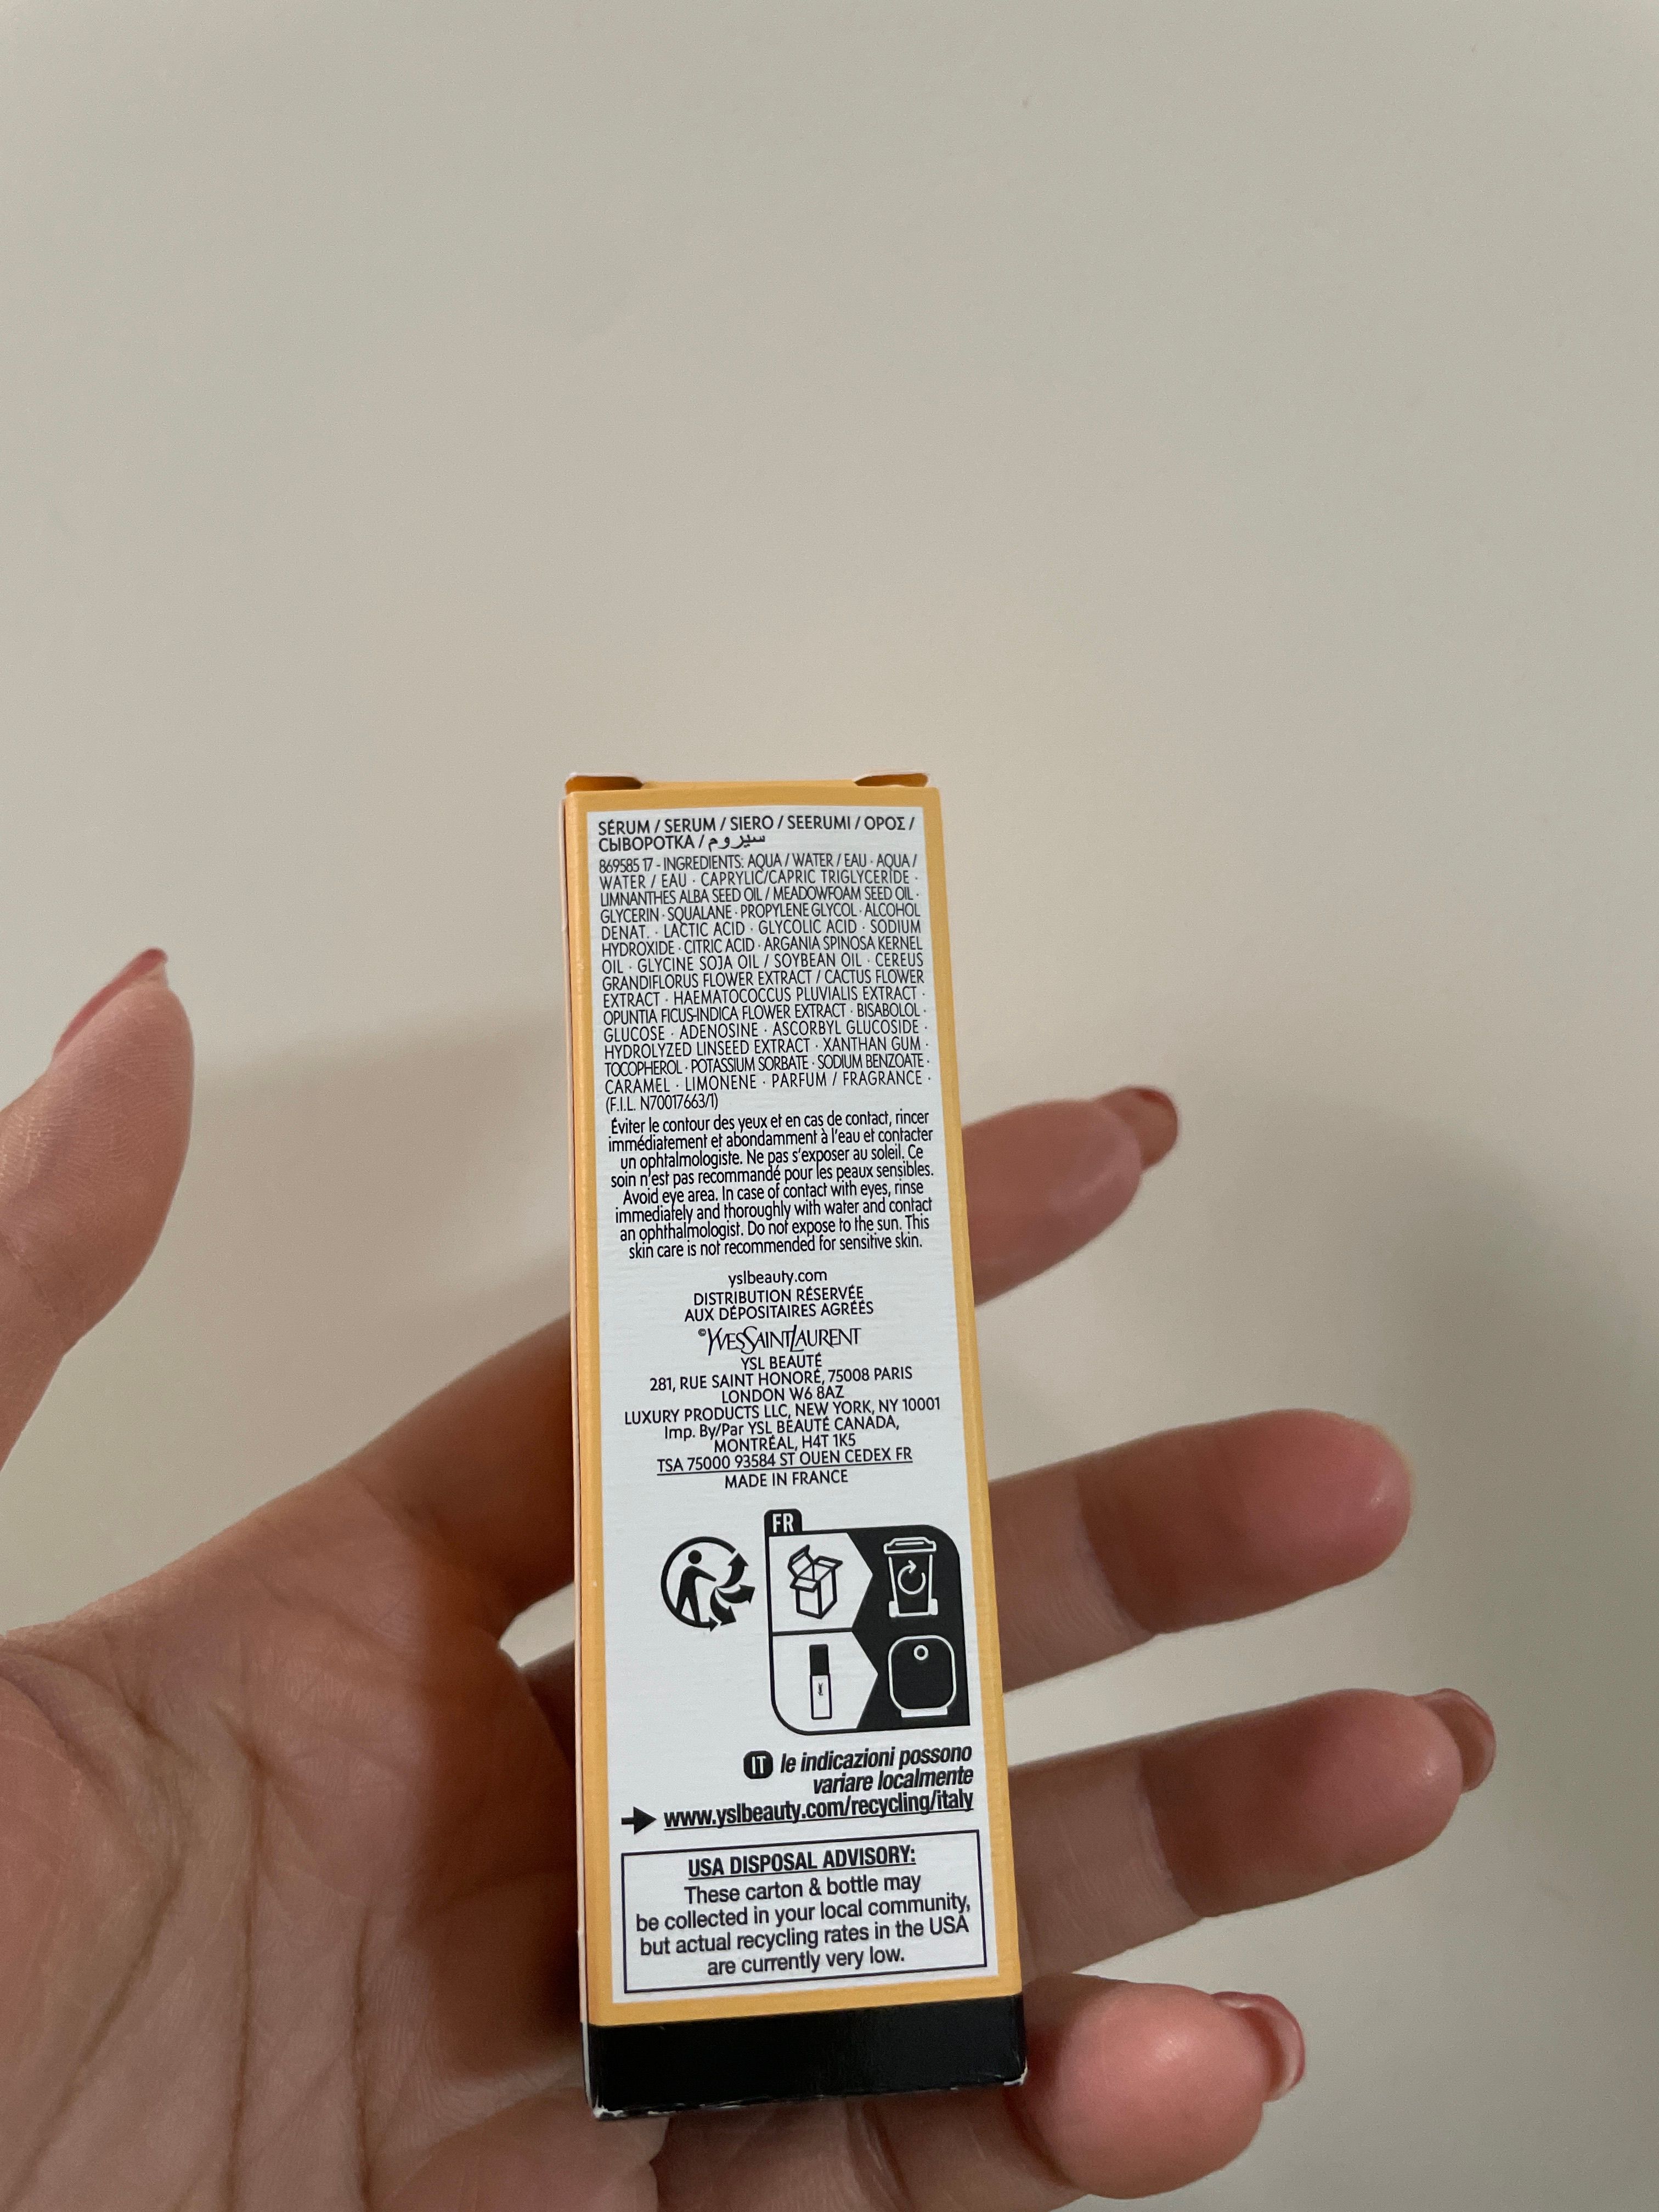 SÉRUM / SERUM / SIERO / SEERUMI / ΟΡΟΣ /
СЫВОРОТКА / سيروم
869585 17 - INGREDIENTS: AQUA / WATER / EAU · AQUA /
WATER / EAU · CAPRYLIC/CAPRIC TRIGLYCERIDE ·
LIMNANTHES ALBA SEED OIL / MEADOWFOAM SEED OIL ·
GLYCERIN · SQUALANE · PROPYLENE GLYCOL · ALCOHOL
DENAT. · LACTIC ACID · GLYCOLIC ACID · SODIUM
HYDROXIDE · CITRIC ACID · ARGANIA SPINOSA KERNEL
OIL · GLYCINE SOJA OIL / SOYBEAN OIL · CEREUS
GRANDIFLORUS FLOWER EXTRACT / CACTUS FLOWER
EXTRACT · HAEMATOCOCCUS PLUVIALIS EXTRACT ·
OPUNTIA FICUS-INDICA FLOWER EXTRACT · BISABOLOL ·
GLUCOSE · ADENOSINE · ASCORBYL GLUCOSIDE ·
HYDROLYZED LINSEED EXTRACT · XANTHAN GUM ·
TOCOPHEROL · POTASSIUM SORBATE · SODIUM BENZOATE ·
CARAMEL · LIMONENE · PARFUM / FRAGRANCE ·
(F.I.L. N70017663/1)
Éviter le contour des yeux et en cas de contact, rincer
immédiatement et abondamment à l'eau et contacter
un ophtalmologiste. Ne pas s'exposer au soleil. Ce
soin n'est pas recommandé pour les peaux sensibles.
Avoid eye area. In case of contact with eyes, rinse
immediately and thoroughly with water and contact
an ophthalmologist. Do not expose to the sun. This
skin care is not recommended for sensitive skin.
yslbeauty.com
DISTRIBUTION RÉSERVÉE
AUX DÉPOSITAIRES AGRÉÉS
©YVESSAINTLAURENT
YSL BEAUTÉ
281, RUE SAINT HONORÉ, 75008 PARIS
LONDON W6 8AZ
LUXURY PRODUCTS LLC, NEW YORK, NY 10001
Imp. By/Par YSL BEAUTÉ CANADA,
MONTRÉAL, H4T 1K5
TSA 75000 93584 ST OUEN CEDEX FR
MADE IN FRANCE
FR
IT le indicazioni possono
variare localmente
www.yslbeauty.com/recycling/italy
USA DISPOSAL ADVISORY:
These carton & bottle may
be collected in your local community,
but actual recycling rates in the USA
are currently very low.